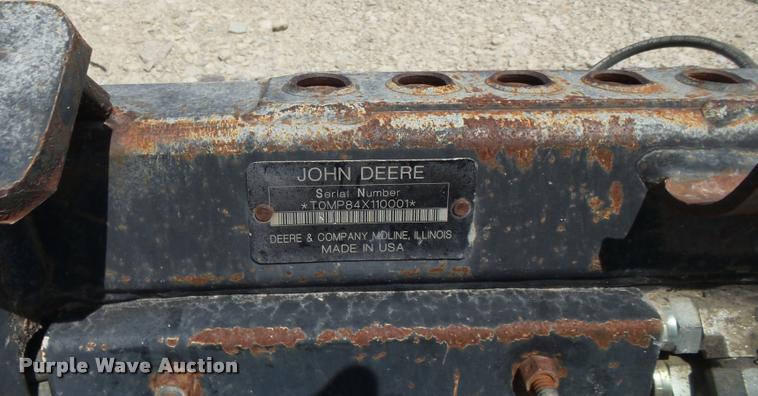 JOHN DEERE
Serial Number
*T0MP84X110001*
DEERE & COMPANY MOLINE, ILLINOIS
MADE IN USA
Purple Wave Auction